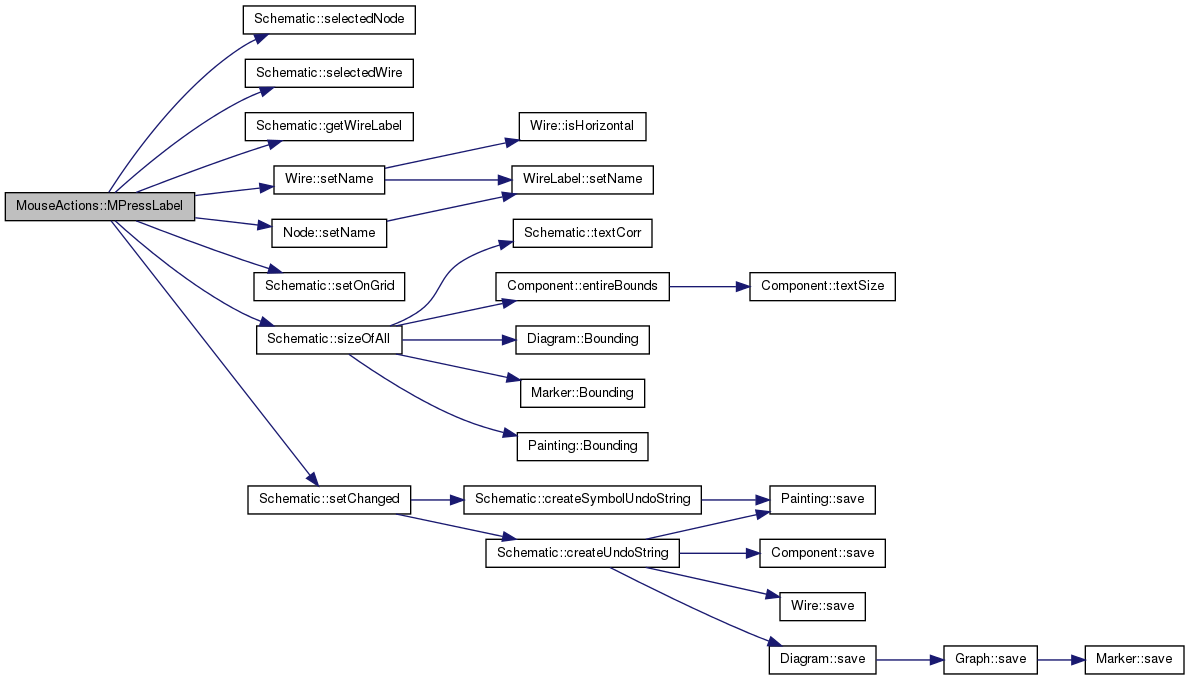 Schematic::selectedNode
Schematic::selectedWire
Schematic::getWireLabel
Wire::isHorizontal
Wire::setName
WireLabel::setName
MouseActions::MPressLabel
Node::setName
Schematic::textCorr
Schematic::setOnGrid
Component::entireBounds
Component::textSize
Schematic::sizeOfAll
Diagram::Bounding
Marker::Bounding
Painting::Bounding
Schematic::setChanged
Schematic::createSymbolUndoString
Painting::save
Schematic::createUndoString
Component::save
Wire::save
Diagram::save
Graph::save
Marker::save